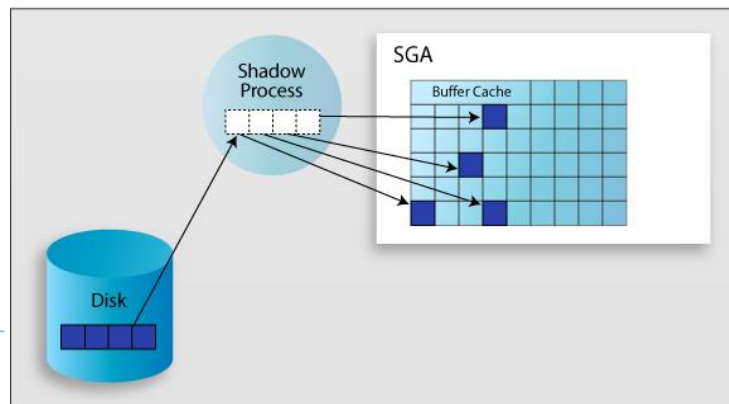 Shadow
Process
SGA
Buffer Cache
Disk